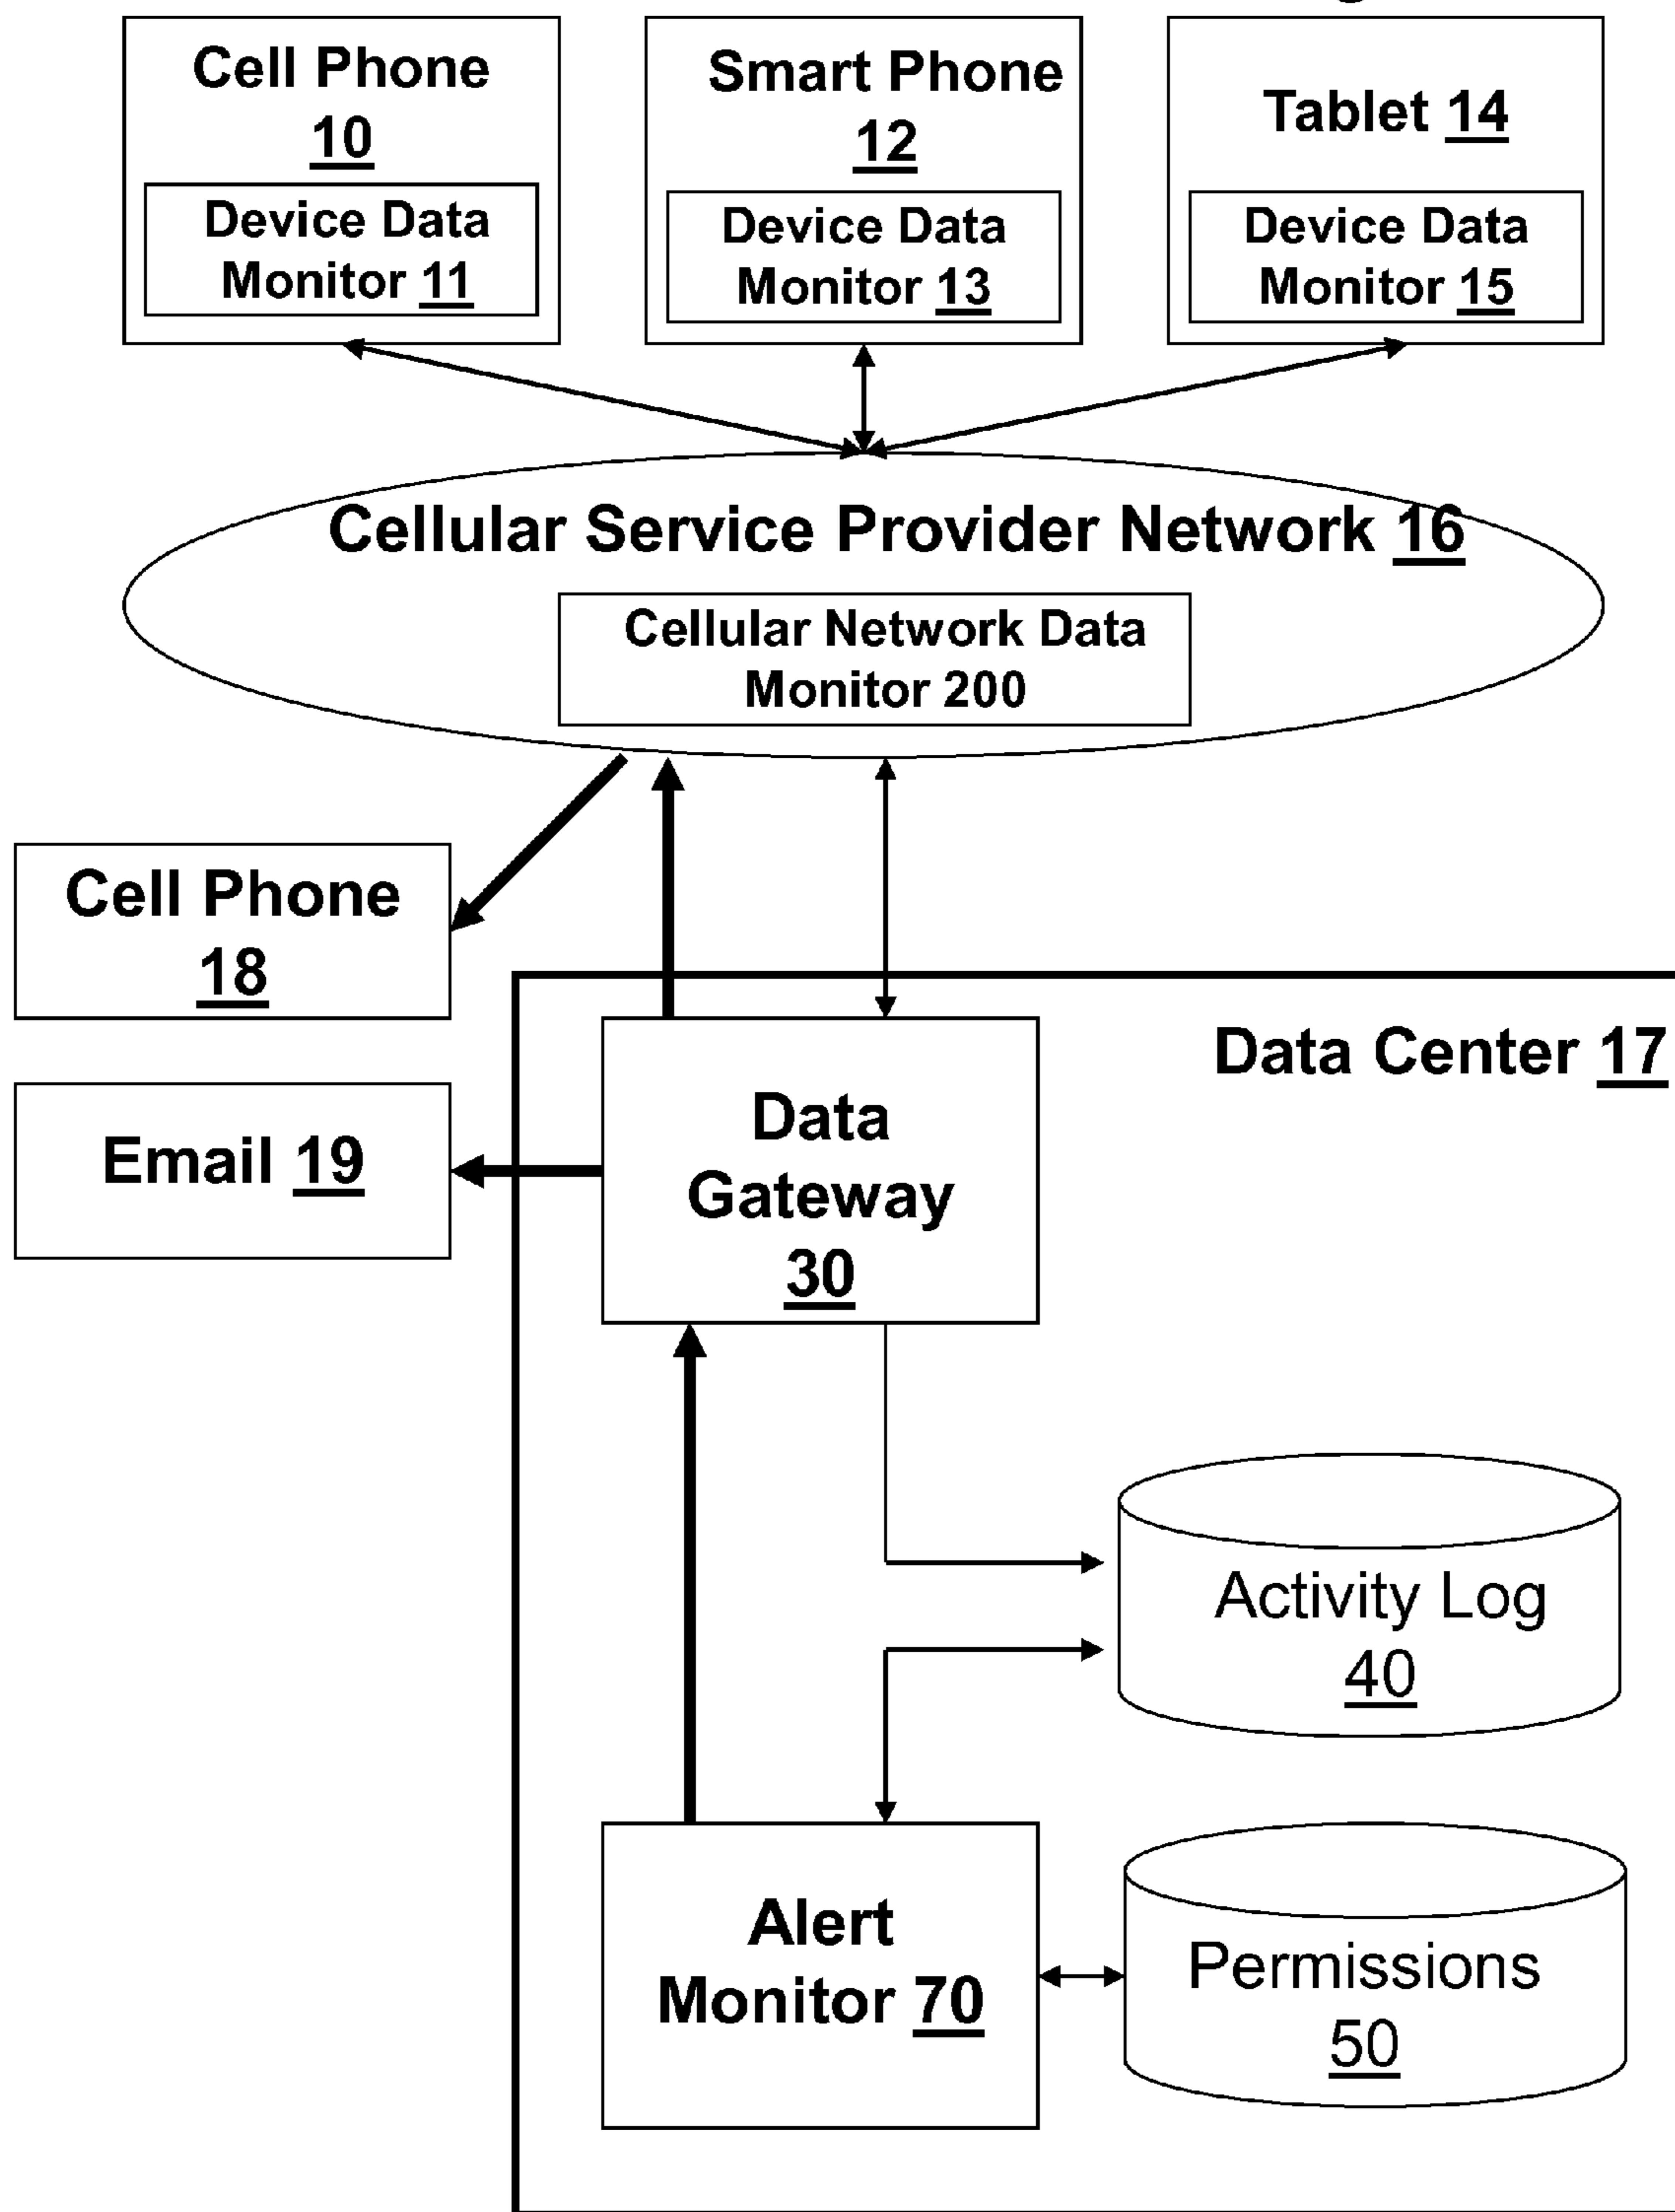 Cell Phone
10
Device Data
Monitor 11
Smart Phone
12
Device Data
Monitor 13
Tablet 14
Device Data
Monitor 15
Cellular Service Provider Network 16
Cellular Network Data
Monitor 200
Cell Phone
18
Data Center 17
Email 19
Data
Gateway
30
Activity Log
40
Alert
Monitor 70
Permissions
50